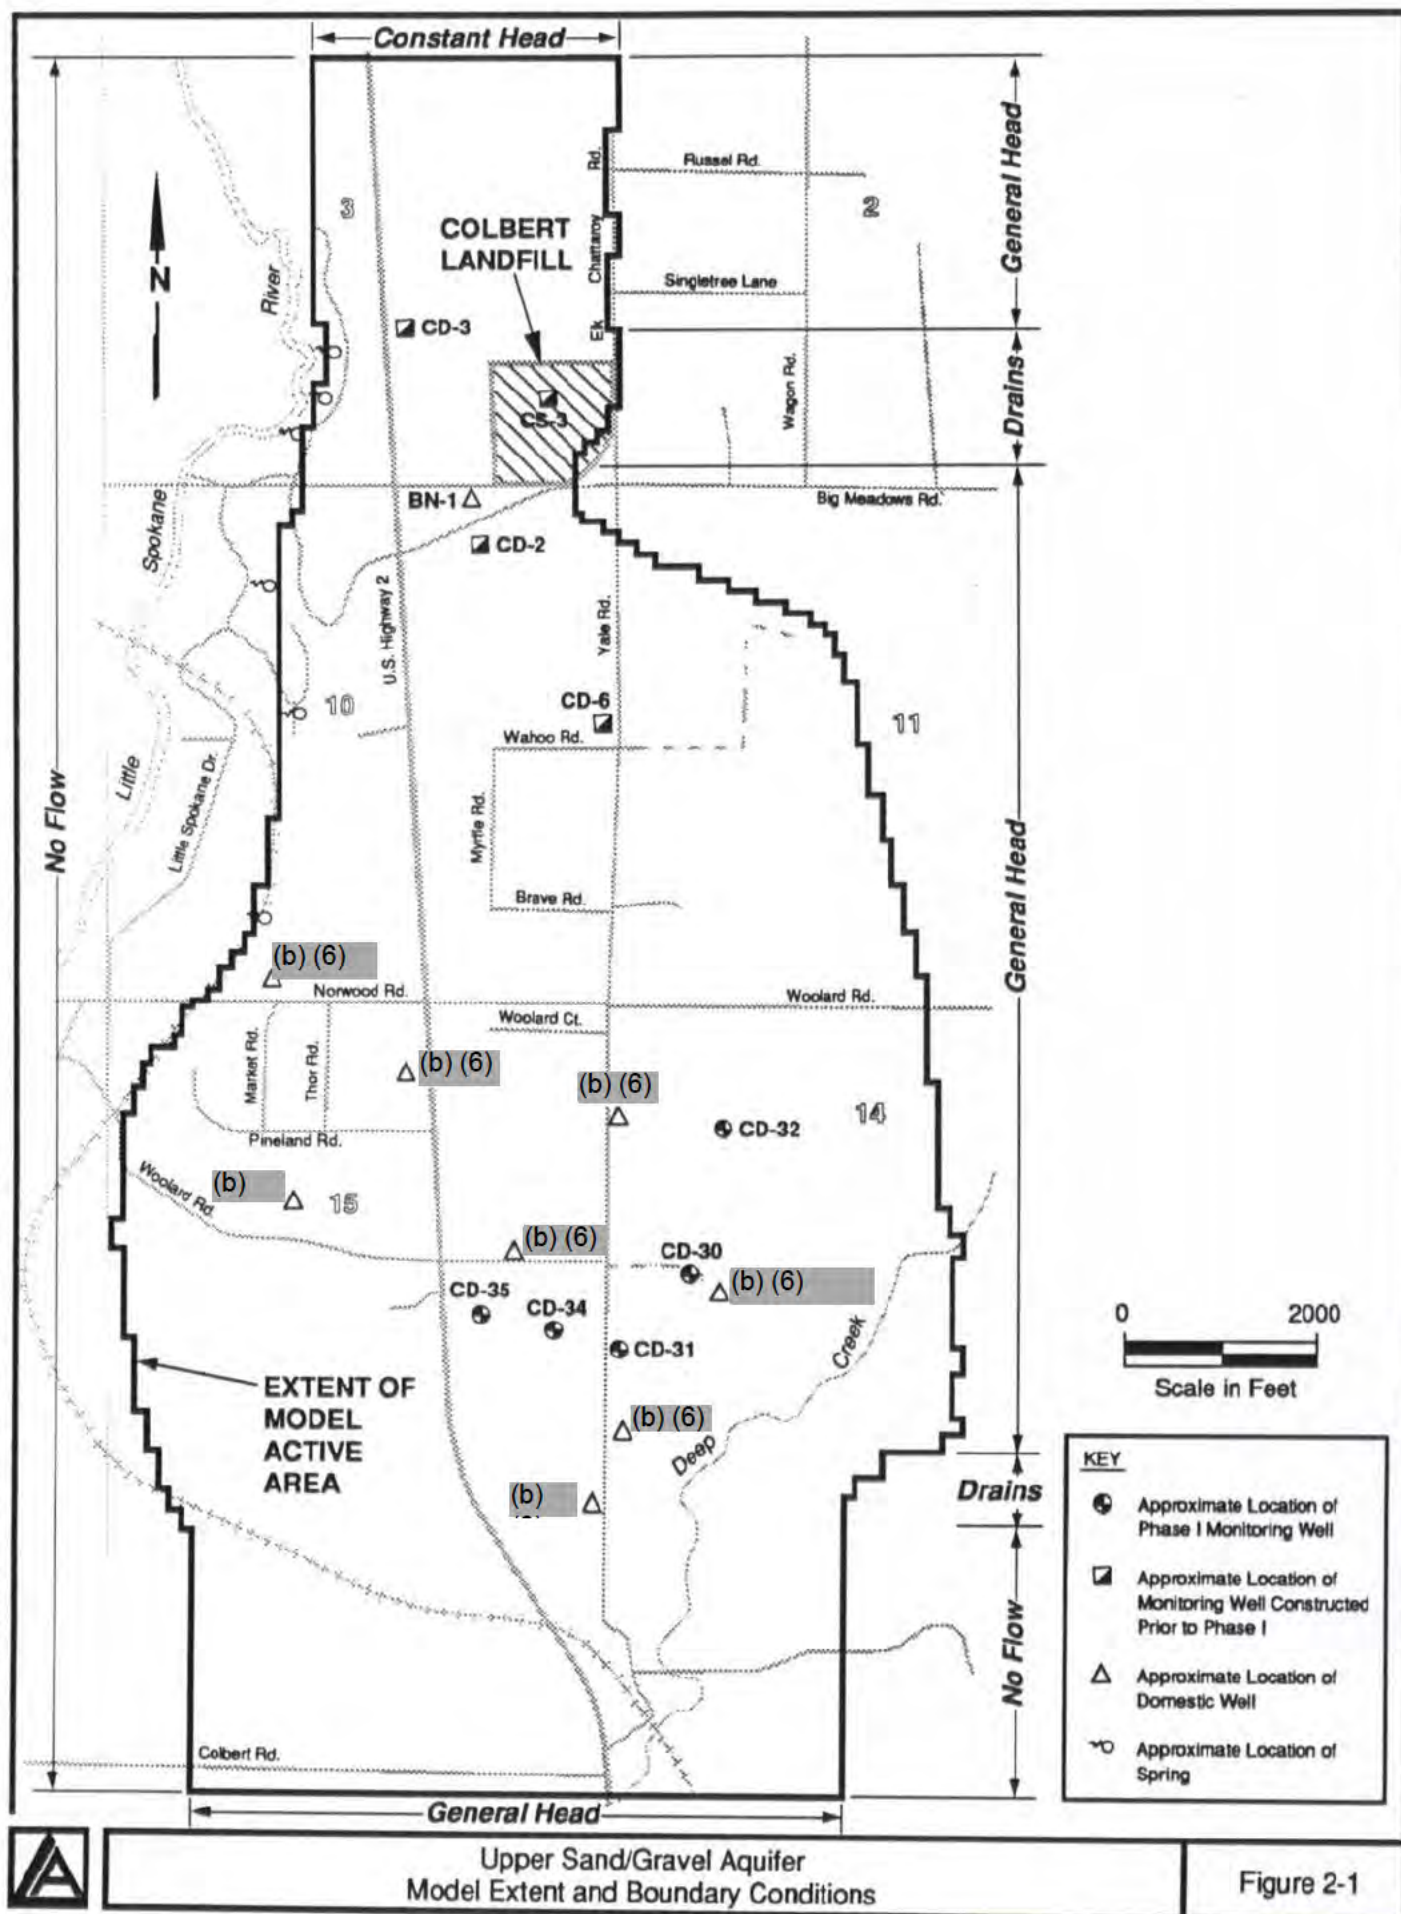 Constant Head
General Head
Russel Rd.
3
2
COLBERT
LANDFILL
Elk Chattaroy Rd.
N
River
Singletree Lane
CD-3
Drains
Wagon Rd.
CS-3
Spokane
BN-1
Big Meadows Rd.
CD-2
U.S. Highway 2
Yale Rd.
10
CD-6
11
Wahoo Rd.
Little
Little Spokane Dr.
No Flow
Myrtle Rd.
General Head
Brave Rd.
(b) (6)
Norwood Rd.
Woolard Rd.
Woolard Ct.
Market Rd.
Thor Rd.
(b) (6)
(b) (6)
14
CD-32
Pineland Rd.
Woolard Rd.
(b)
15
(b) (6)
CD-30
(b) (6)
CD-35
CD-34
CD-31
Creek
0 2000
Scale in Feet
EXTENT OF
MODEL
ACTIVE
AREA
(b) (6)
Deep
(b)
Drains
No Flow
KEY
Approximate Location of
Phase I Monitoring Well
Approximate Location of
Monitoring Well Constructed
Prior to Phase I
Approximate Location of
Domestic Well
Approximate Location of
Spring
Colbert Rd.
General Head
Upper Sand/Gravel Aquifer
Model Extent and Boundary Conditions
Figure 2-1